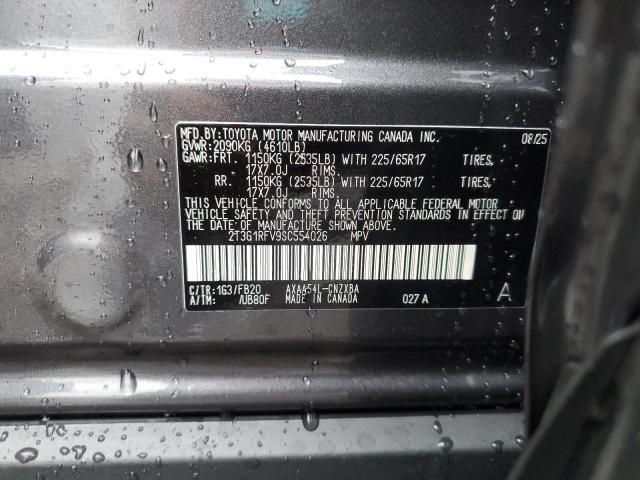 MFD.BY:TOYOTA MOTOR MANUFACTURING CANADA INC. 08/25
GVWR:2090KG (4610LB)
GAWR:FRT. 1150KG (2535LB) WITH 225/65R17 TIRES,
17X7.0J RIMS,
RR. 1150KG (2535LB) WITH 225/65R17 TIRES,
17X7.0J RIMS.
THIS VEHICLE CONFORMS TO ALL APPLICABLE FEDERAL MOTOR
VEHICLE SAFETY AND THEFT PREVENTION STANDARDS IN EFFECT ON
THE DATE OF MANUFACTURE SHOWN ABOVE.
2T3G1RFV9SC554026 MPV
C/TR:1G3/FB20 AXAA54L-CNZXBA
A/TM: /UB80F MADE IN CANADA 027 A A